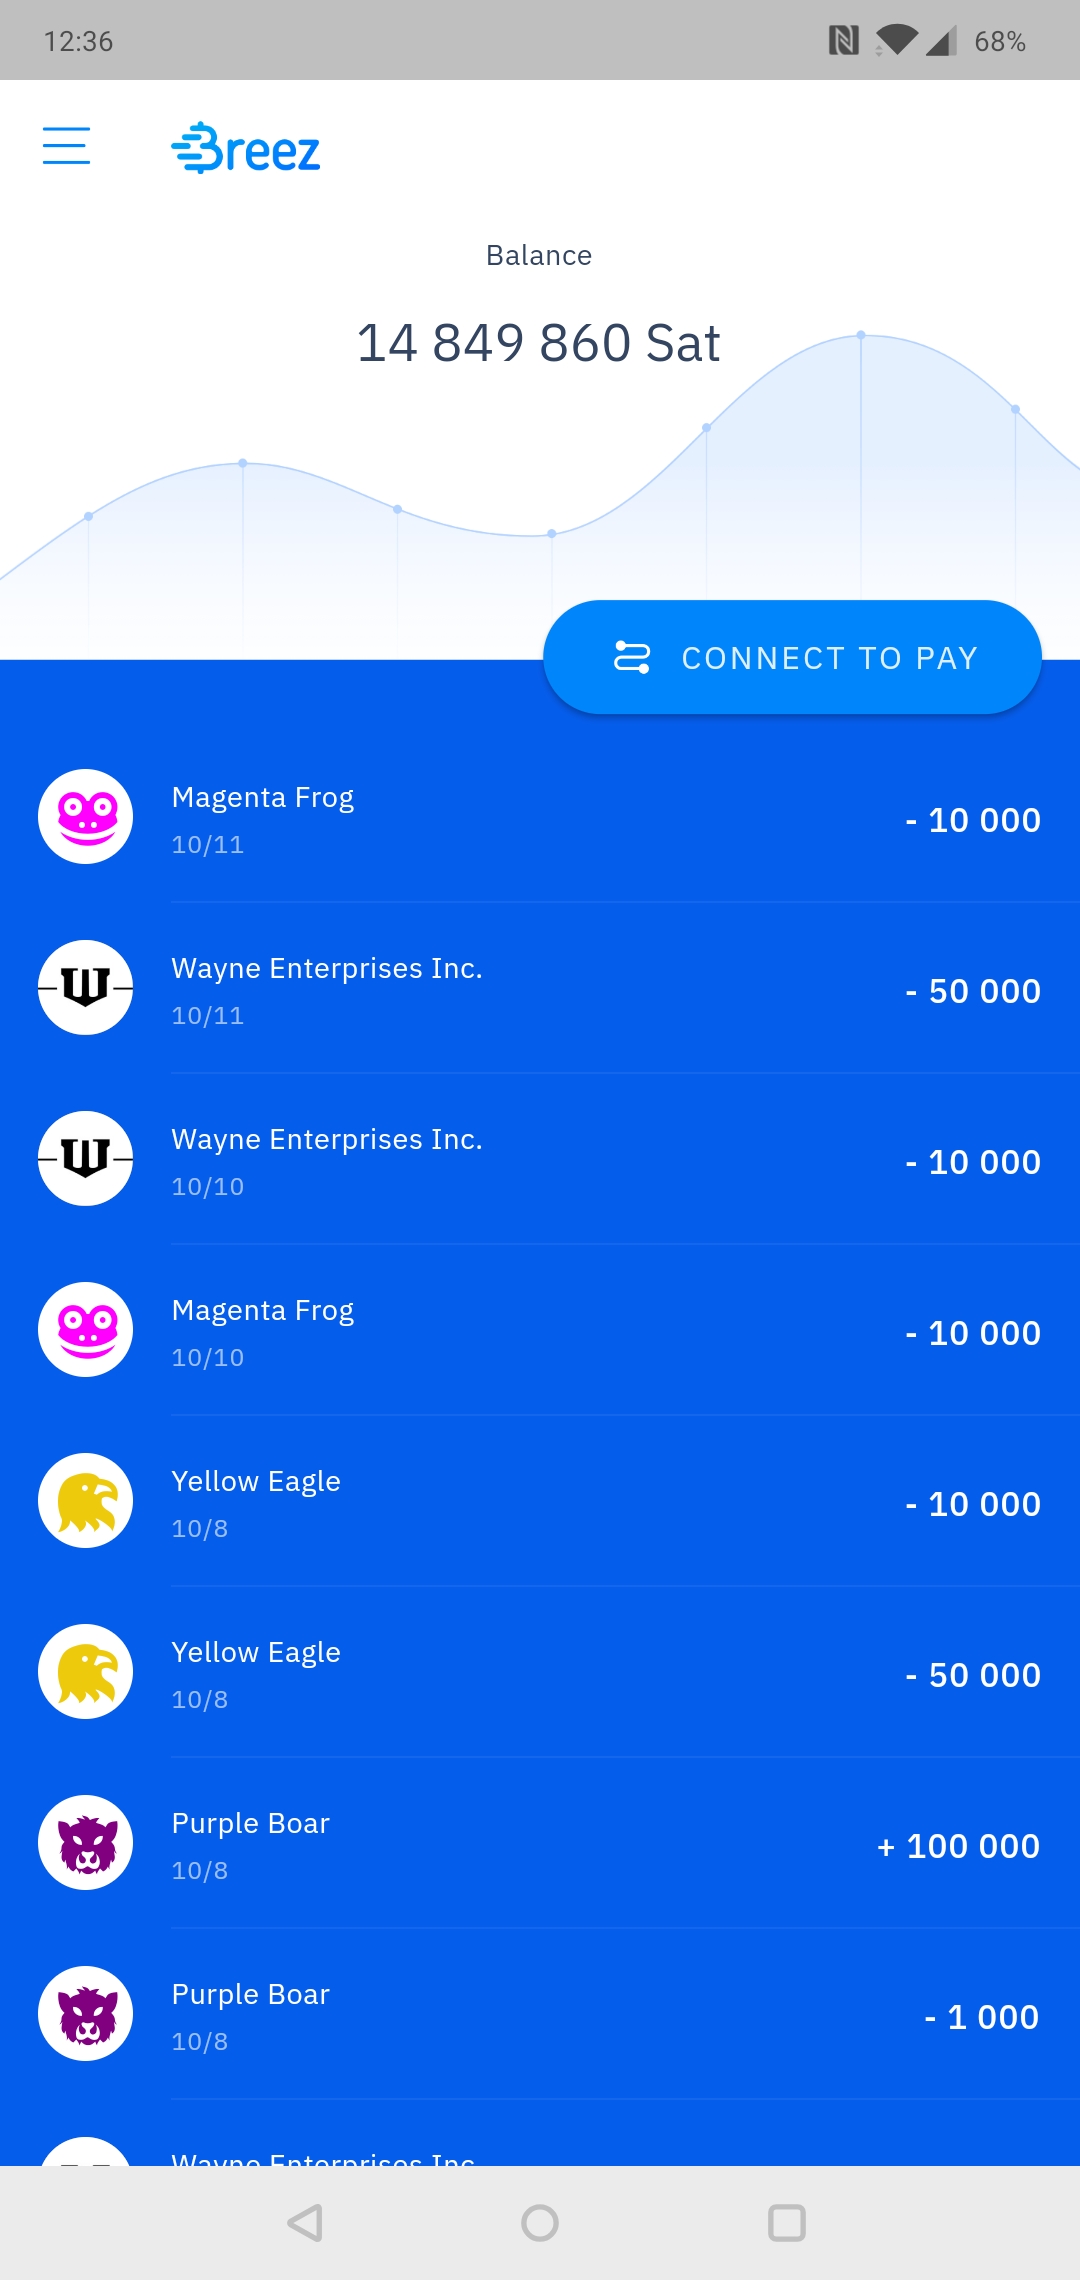 12:36 68%
Breez
Balance
14 849 860 Sat
CONNECT TO PAY
Magenta Frog
10/11
- 10 000
Wayne Enterprises Inc.
10/11
- 50 000
Wayne Enterprises Inc.
10/10
- 10 000
Magenta Frog
10/10
- 10 000
Yellow Eagle
10/8
- 10 000
Yellow Eagle
10/8
- 50 000
Purple Boar
10/8
+ 100 000
Purple Boar
10/8
- 1 000
Wayne Enterprises Inc.